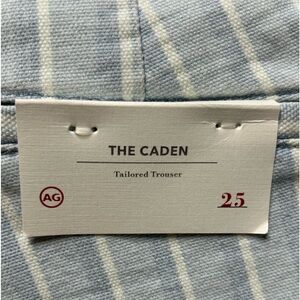 THE CADEN
Tailored Trouser
AG
25